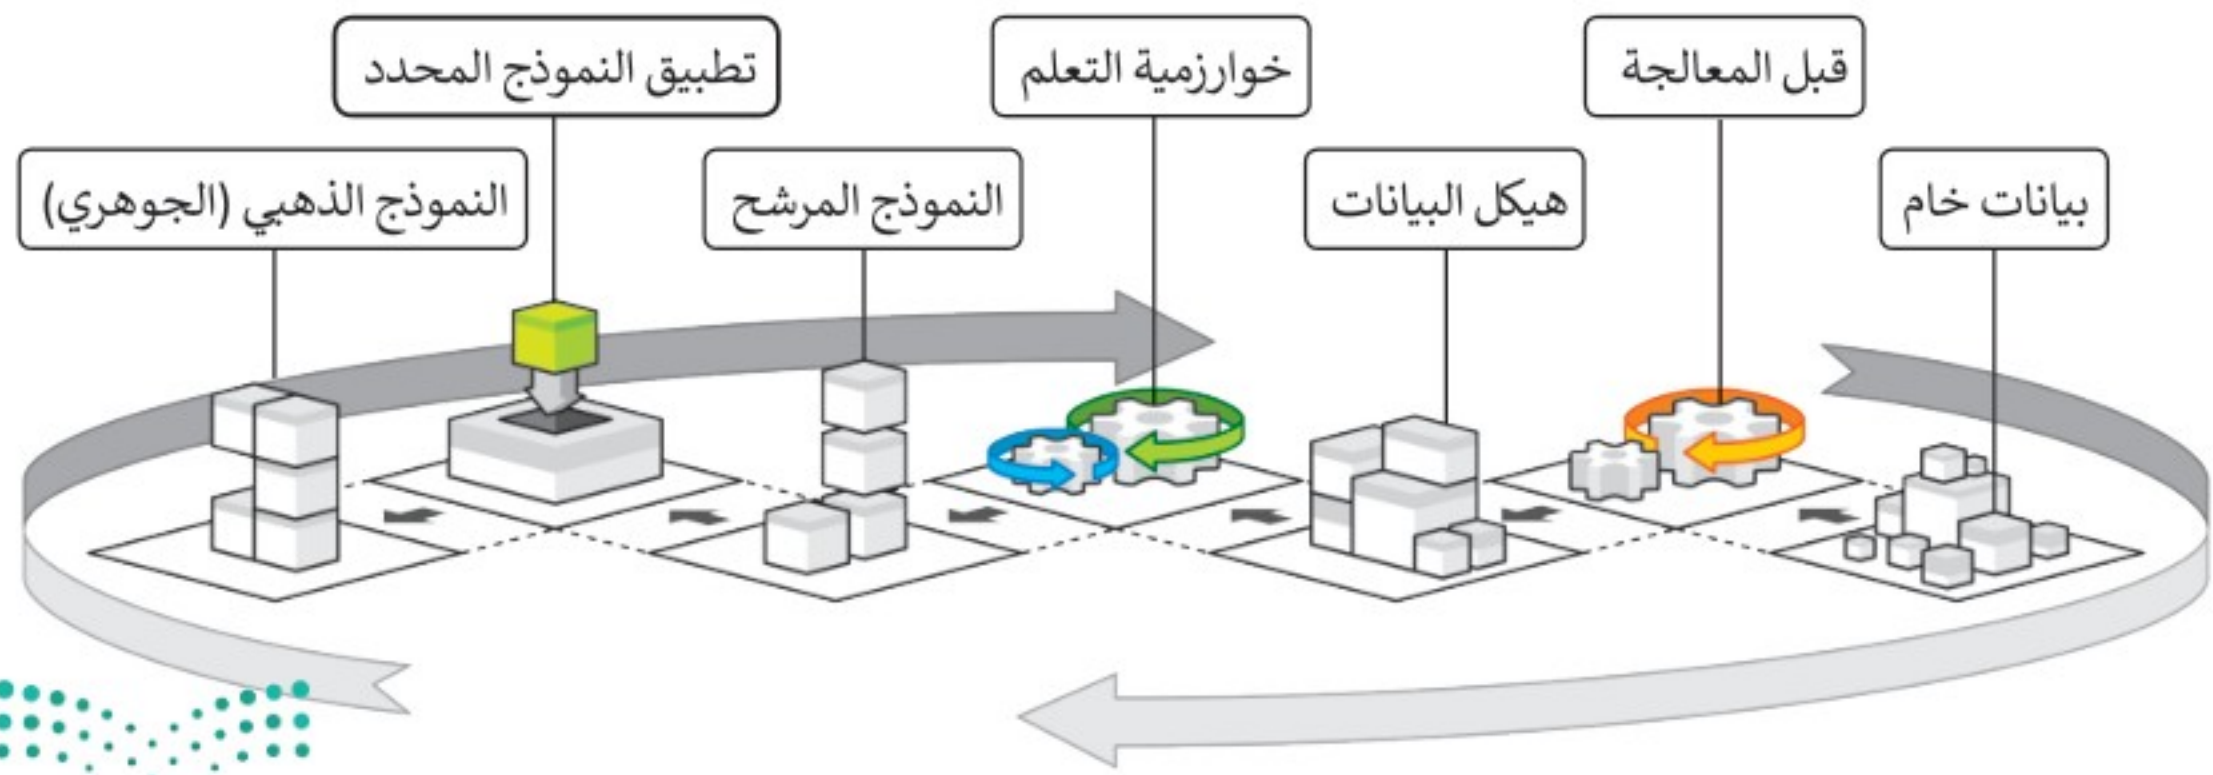 بيانات خام
قبل المعالجة
هيكل البيانات
خوارزمية التعلم
النموذج المرشح
تطبيق النموذج المحدد
النموذج الذهبي (الجوهري)